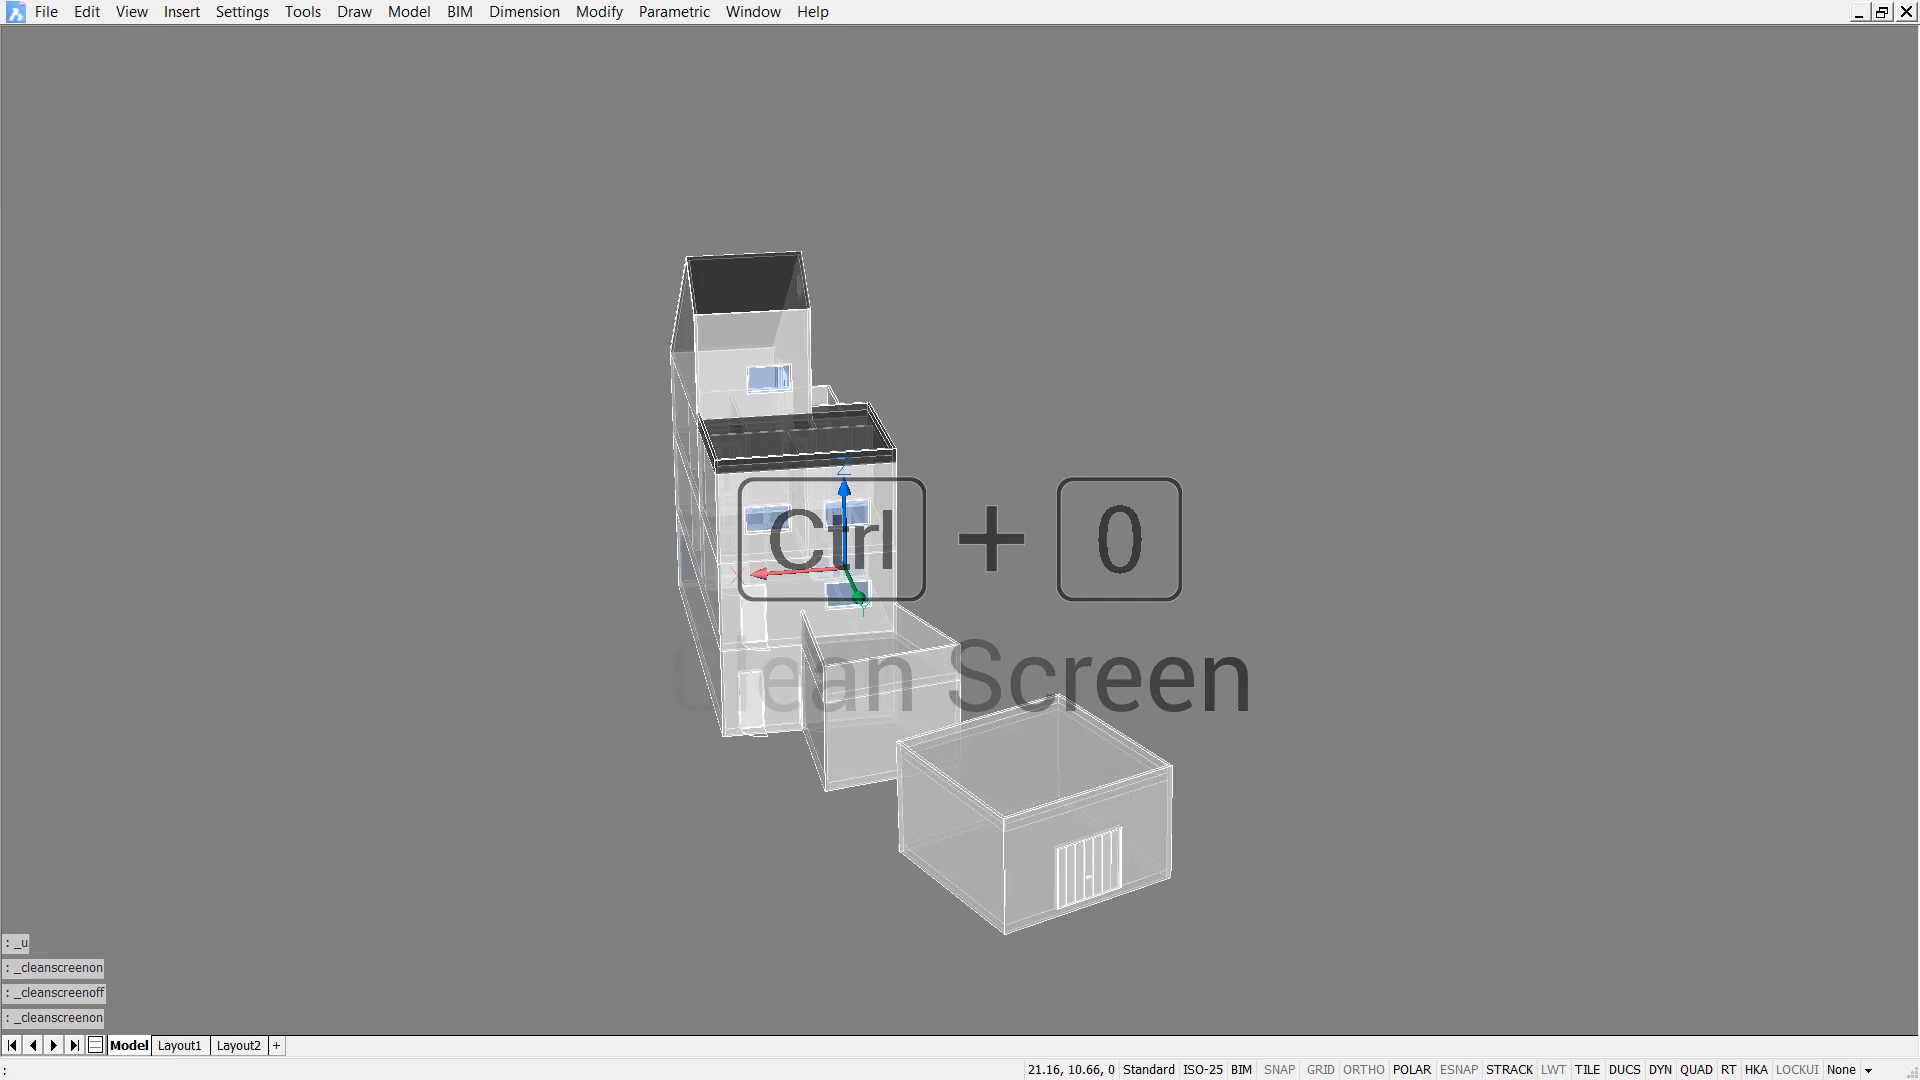 File Edit View Insert Settings Tools Draw Model BIM Dimension Modify Parametric Window Help
Z
Ctrl + 0
X
Y
Clean Screen
: _u
: _cleanscreenon
: _cleanscreenoff
: _cleanscreenon
Model Layout1 Layout2 +
: 21.16, 10.66, 0 Standard ISO-25 BIM SNAP GRID ORTHO POLAR ESNAP STRACK LWT TILE DUCS DYN QUAD RT HKA LOCKUI None